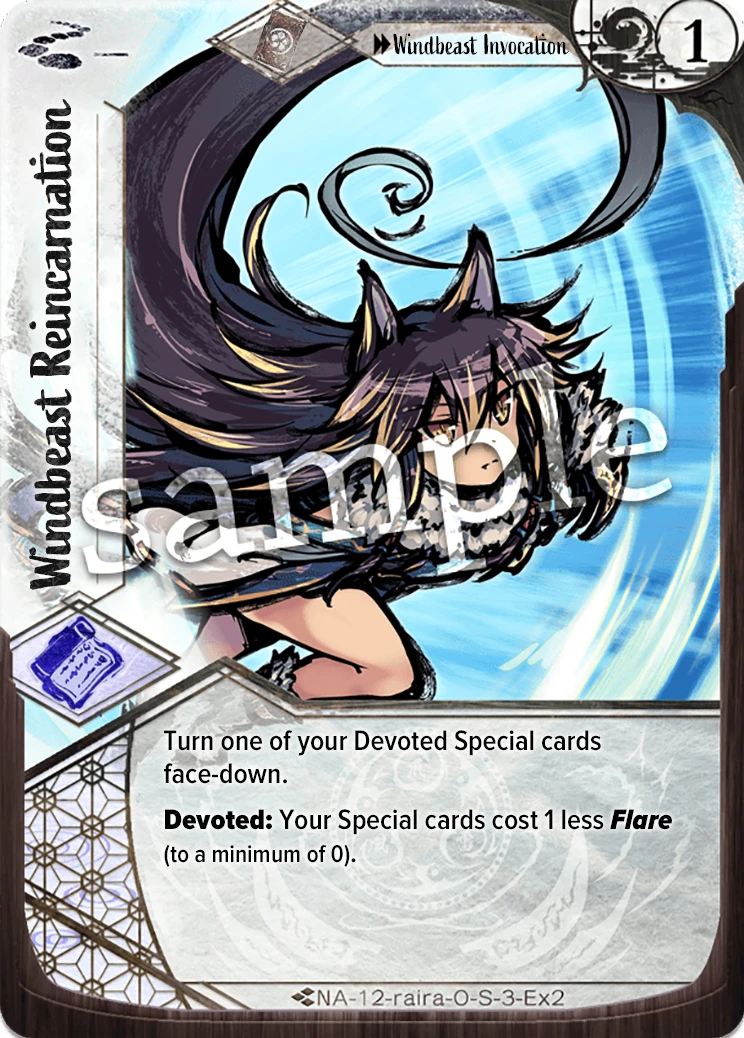 Windbeast Invocation
1
Windbeast Reincarnation
sample
Turn one of your Devoted Special cards
face-down.
Devoted: Your Special cards cost 1 less Flare
(to a minimum of 0).
NA-12-raira-O-S-3-Ex2